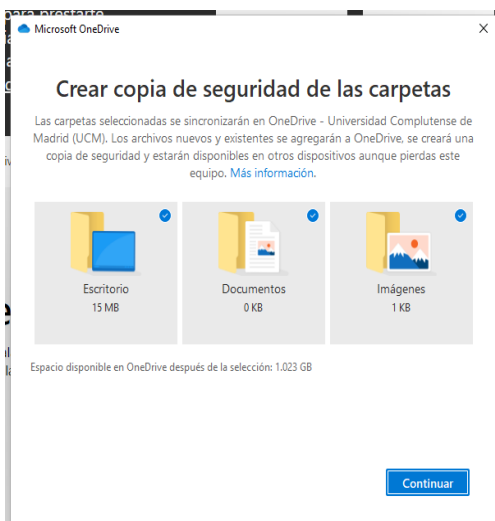 para prestarte
Microsoft OneDrive
Crear copia de seguridad de las carpetas
Las carpetas seleccionadas se sincronizarán en OneDrive - Universidad Complutense de
Madrid (UCM). Los archivos nuevos y existentes se agregarán a OneDrive, se creará una
copia de seguridad y estarán disponibles en otros dispositivos aunque pierdas este
equipo. Más información.
Escritorio
15 MB
Documentos
0 KB
Imágenes
1 KB
Espacio disponible en OneDrive después de la selección: 1.023 GB
Continuar